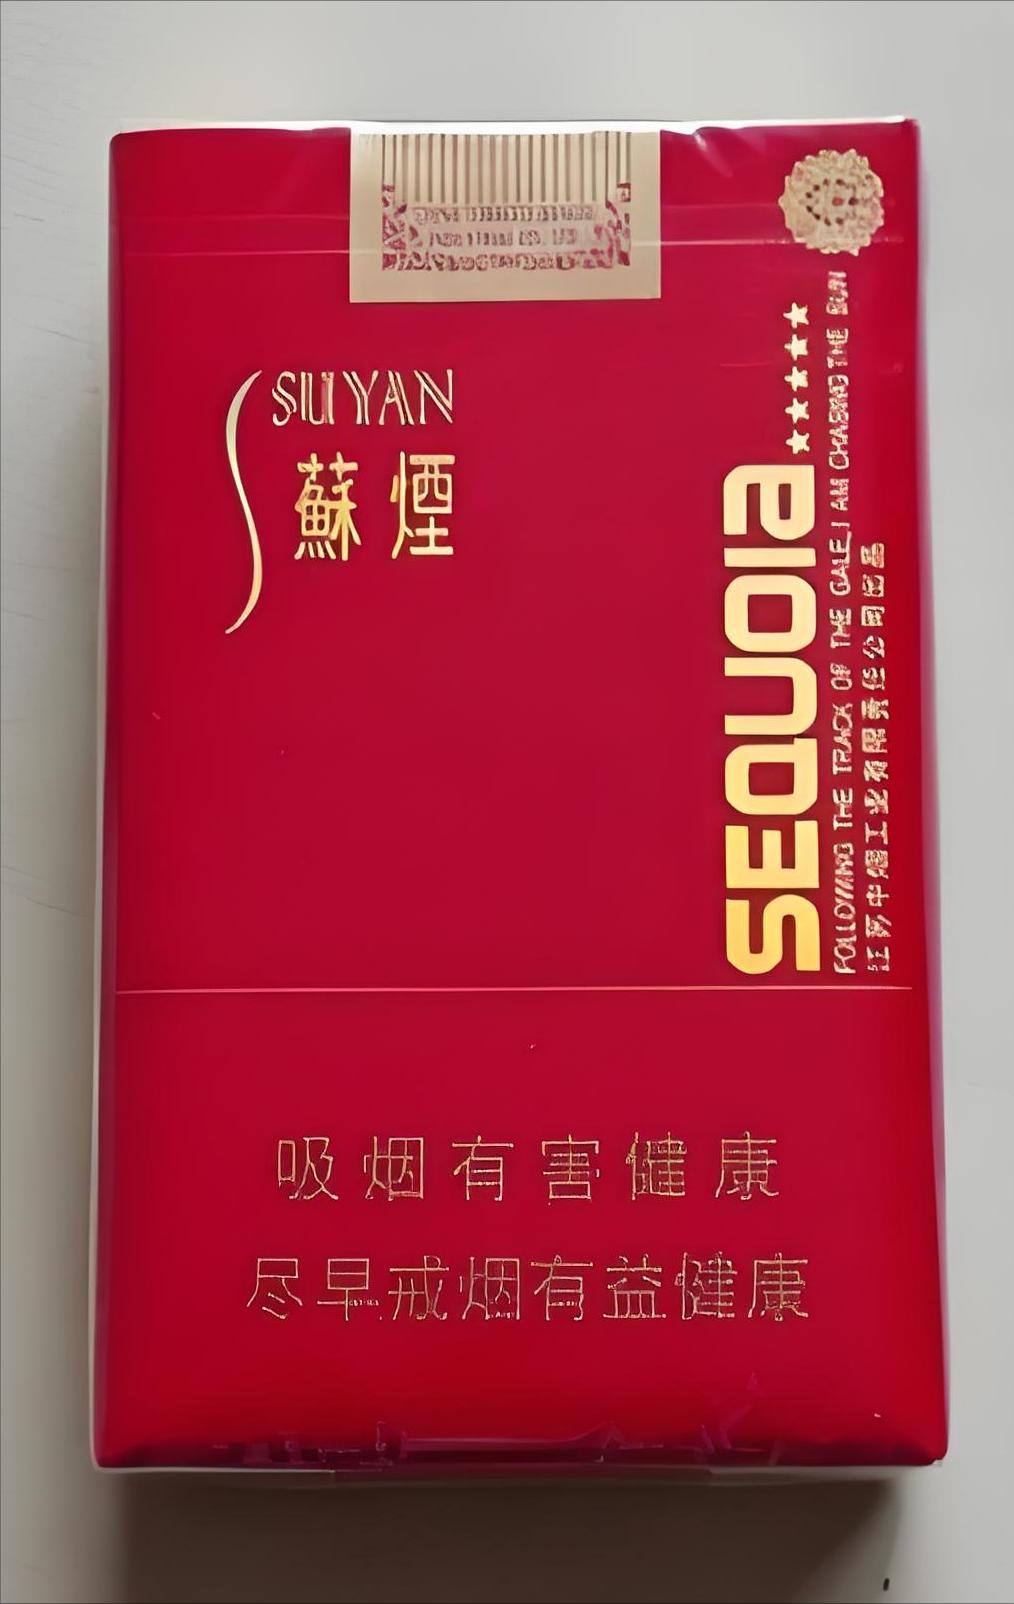 SUYAN
蘇煙
SEQUOIA
FOLLOWING THE TRACK OF THE GALE,I AM CHASING THE SUN
江苏中烟工业有限责任公司出品
吸烟有害健康
尽早戒烟有益健康